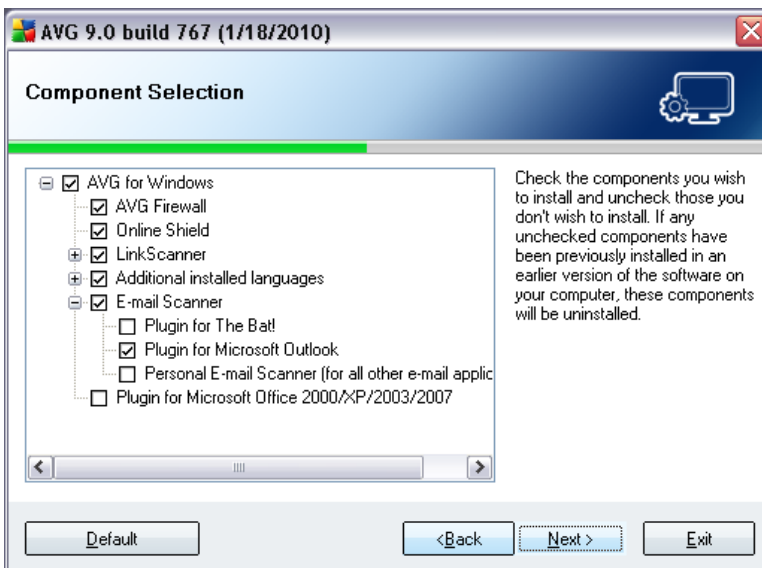 AVG 9.0 build 767 (1/18/2010)
Component Selection
AVG for Windows
AVG Firewall
Online Shield
LinkScanner
Additional installed languages
E-mail Scanner
Plugin for The Bat!
Plugin for Microsoft Outlook
Personal E-mail Scanner (for all other e-mail applic
Plugin for Microsoft Office 2000/XP/2003/2007
Check the components you wish
to install and uncheck those you
don't wish to install. If any
unchecked components have
been previously installed in an
earlier version of the software on
your computer, these components
will be uninstalled.
Default
<Back
Next >
Exit